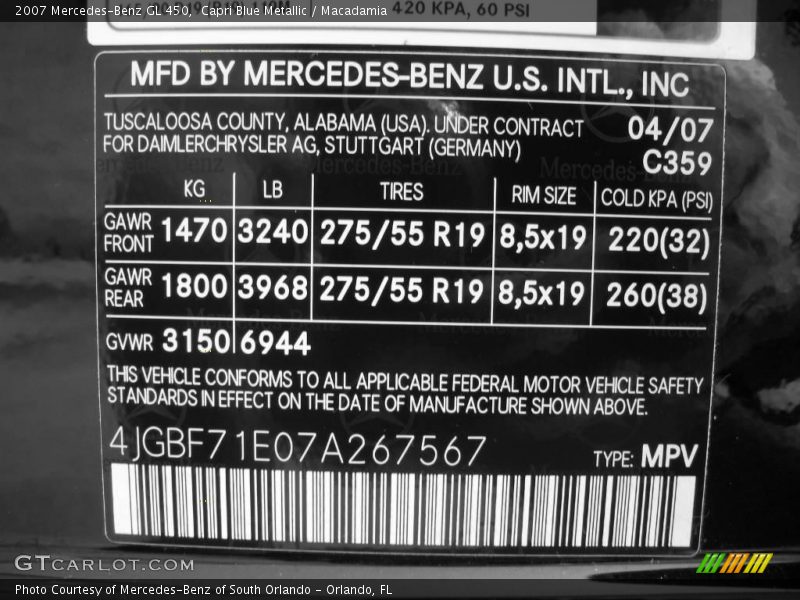 2007 Mercedes-Benz GL 450, Capri Blue Metallic / Macadamia
420 KPA, 60 PSI
MFD BY MERCEDES-BENZ U.S. INTL., INC
TUSCALOOSA COUNTY, ALABAMA (USA). UNDER CONTRACT 04/07
FOR DAIMLERCHRYSLER AG, STUTTGART (GERMANY) C359
KG LB TIRES RIM SIZE COLD KPA (PSI)
GAWR FRONT 1470 3240 275/55 R19 8,5x19 220(32)
GAWR REAR 1800 3968 275/55 R19 8,5x19 260(38)
GVWR 3150 6944
THIS VEHICLE CONFORMS TO ALL APPLICABLE FEDERAL MOTOR VEHICLE SAFETY
STANDARDS IN EFFECT ON THE DATE OF MANUFACTURE SHOWN ABOVE.
4JGBF71E07A267567 TYPE: MPV
GTCARLOT.COM
Photo Courtesy of Mercedes-Benz of South Orlando - Orlando, FL